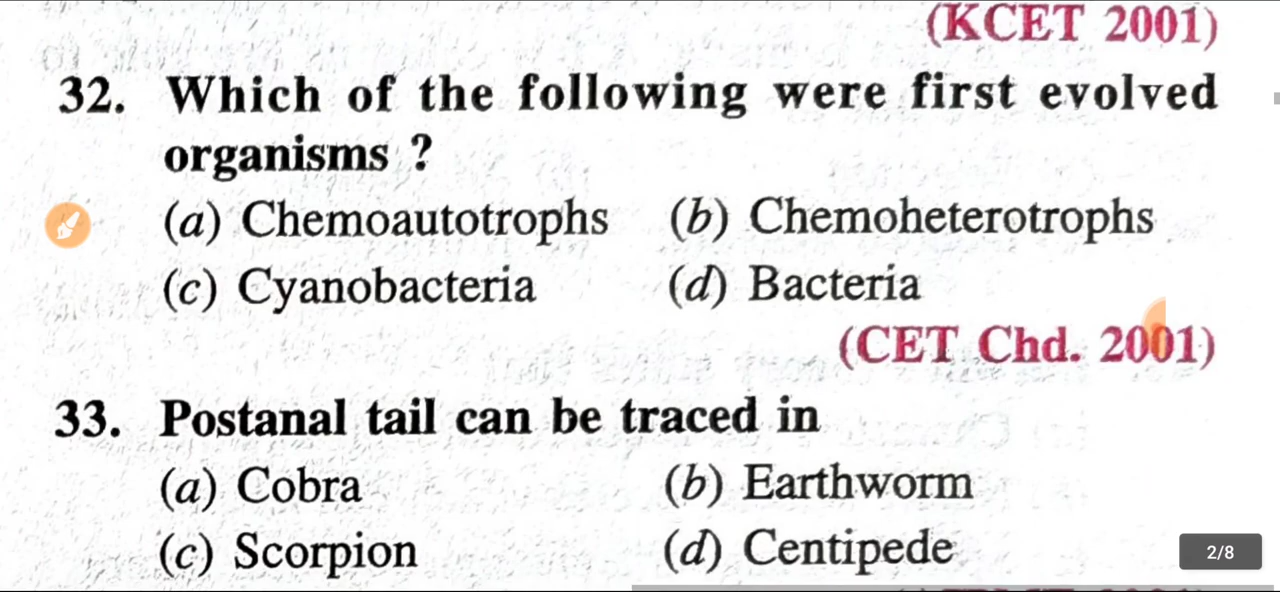 (KCET 2001)
32. Which of the following were first evolved
organisms ?
(a) Chemoautotrophs (b) Chemoheterotrophs
(c) Cyanobacteria (d) Bacteria
(CET Chd. 2001)
33. Postanal tail can be traced in
(a) Cobra (b) Earthworm
(c) Scorpion (d) Centipede
2/8